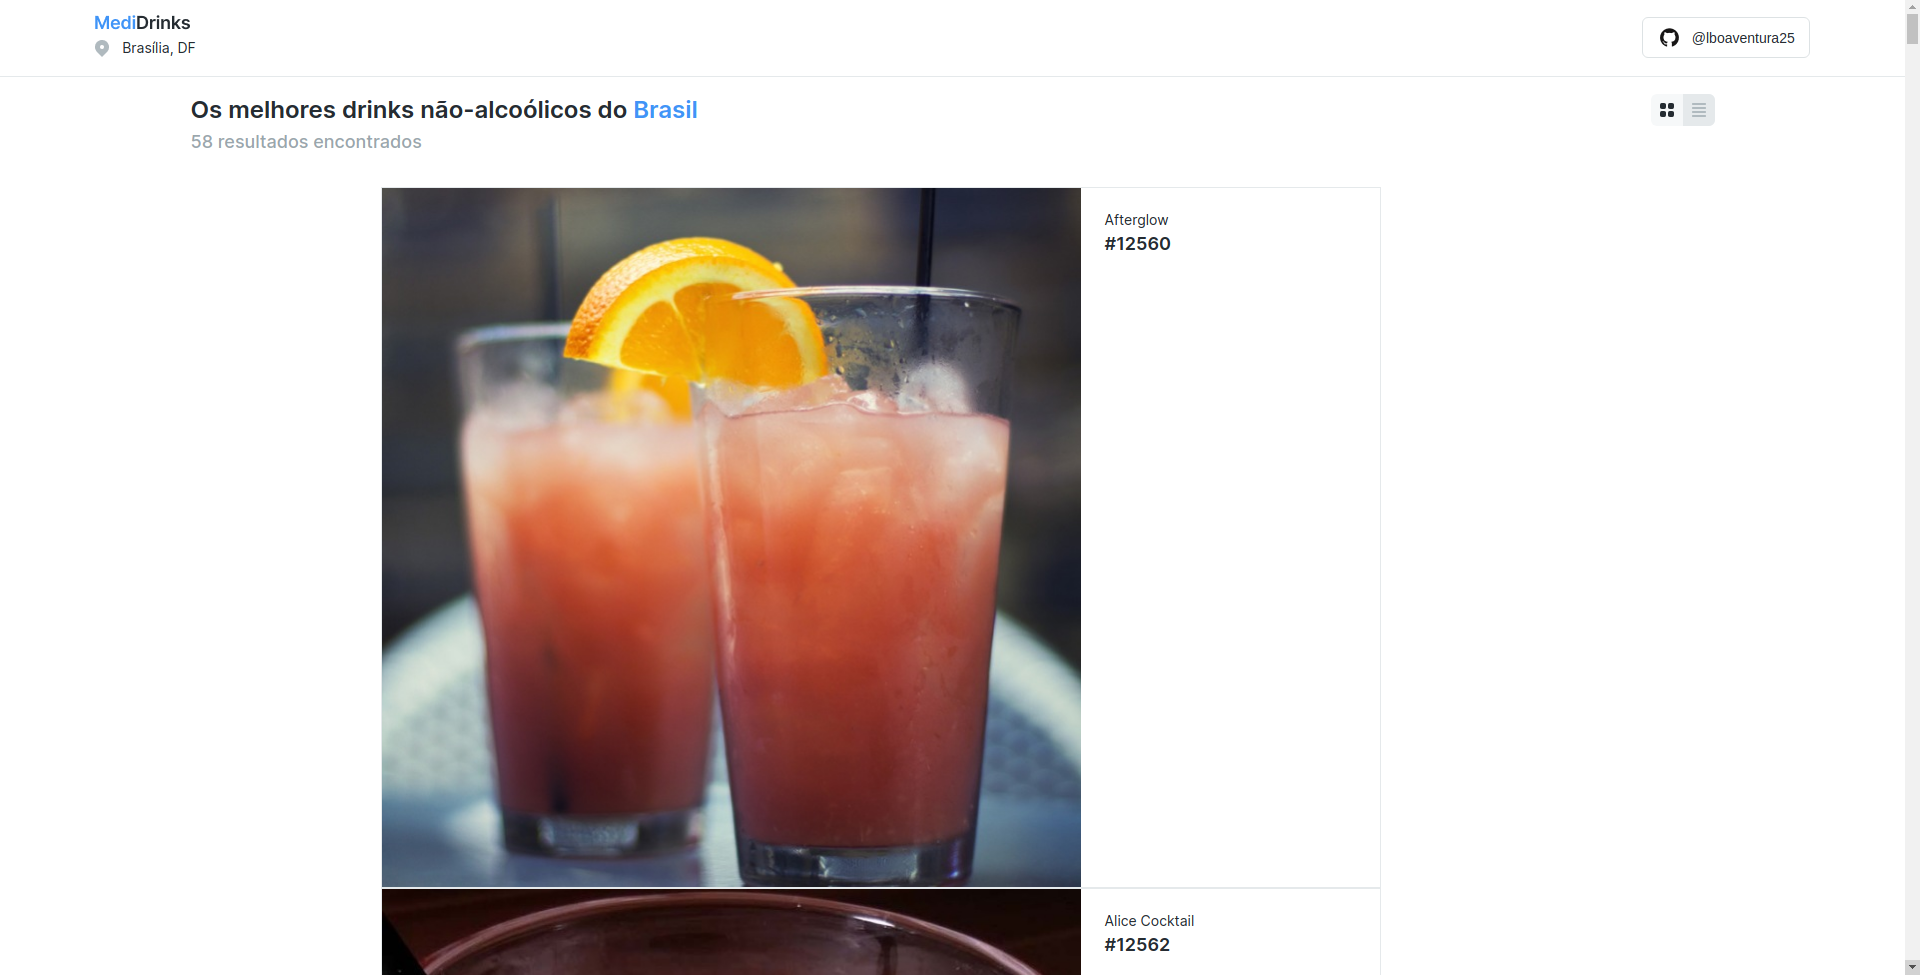 MediDrinks
Brasília, DF
@lboaventura25
Os melhores drinks não-alcoólicos do Brasil
58 resultados encontrados
Afterglow
#12560
Alice Cocktail
#12562